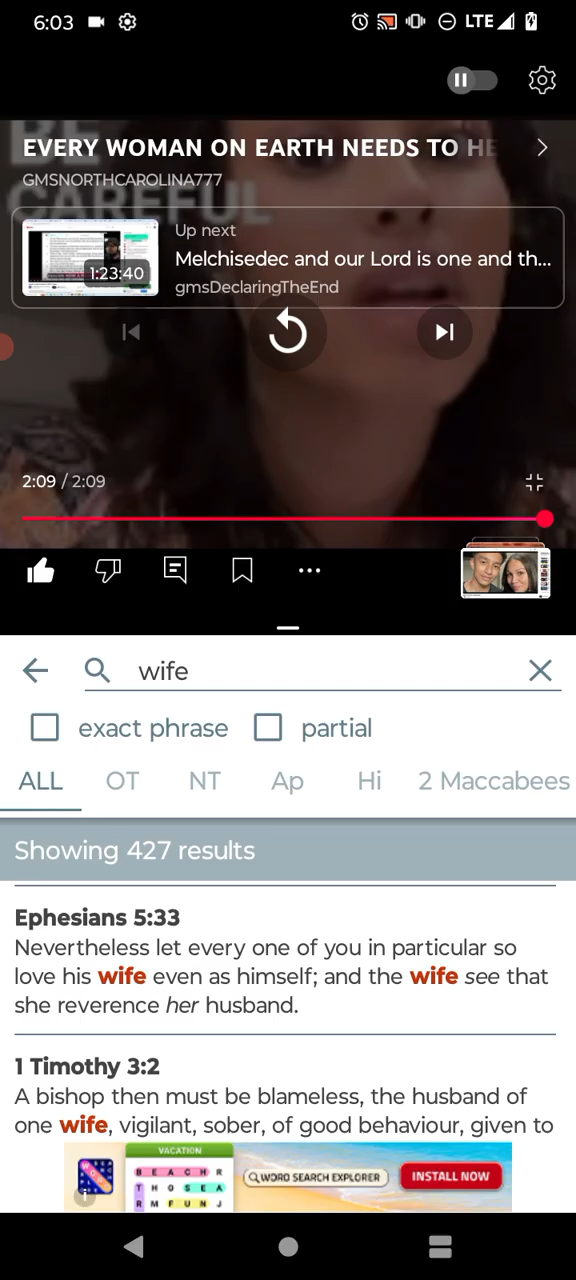 6:03
LTE
BE
CAREFUL
EVERY WOMAN ON EARTH NEEDS TO HE
GMSNORTHCAROLINA777
Up next
Melchisedec and our Lord is one and th...
gmsDeclaringTheEnd
1:23:40
2:09 / 2:09
wife
exact phrase
partial
ALL OT NT Ap Hi 2 Maccabees
Showing 427 results
Ephesians 5:33
Nevertheless let every one of you in particular so
love his wife even as himself; and the wife see that
she reverence her husband.
1 Timothy 3:2
A bishop then must be blameless, the husband of
one wife, vigilant, sober, of good behaviour, given to
VACATION
B E A C H R
T H O S E A
R M F U N J
WORD SEARCH EXPLORER
INSTALL NOW